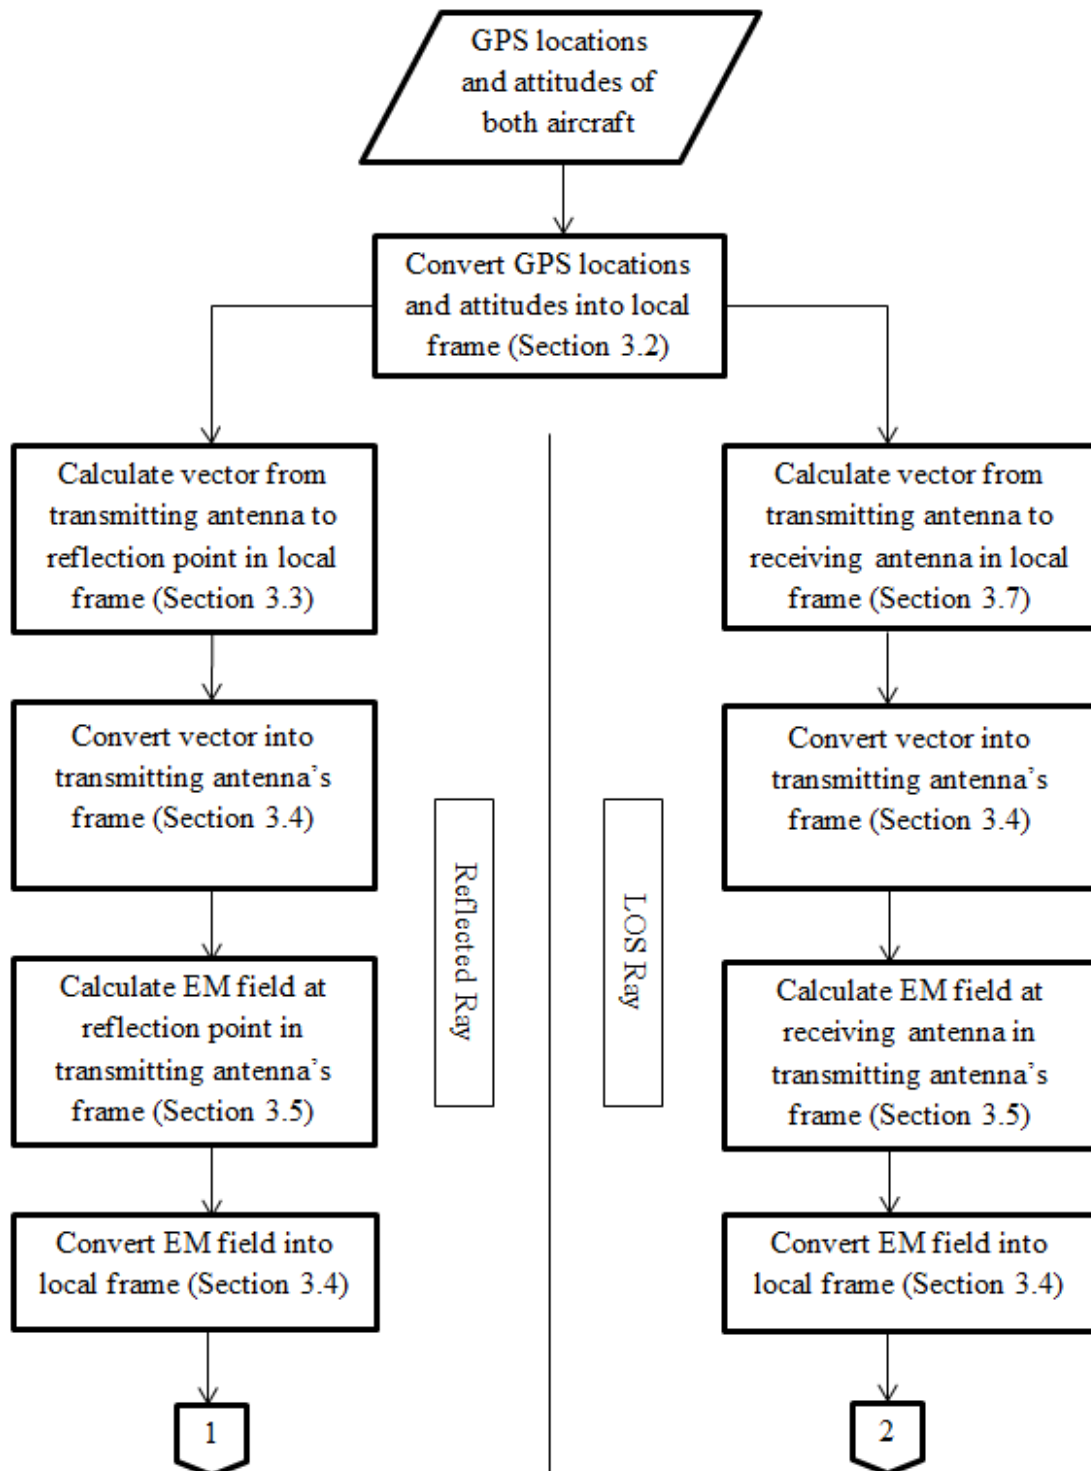 GPS locations
and attitudes of
both aircraft
Convert GPS locations
and attitudes into local
frame (Section 3.2)
Calculate vector from
transmitting antenna to
reflection point in local
frame (Section 3.3)
Convert vector into
transmitting antenna's
frame (Section 3.4)
Calculate EM field at
reflection point in
transmitting antenna's
frame (Section 3.5)
Convert EM field into
local frame (Section 3.4)
1
Reflected Ray
LOS Ray
Calculate vector from
transmitting antenna to
receiving antenna in local
frame (Section 3.7)
Convert vector into
transmitting antenna's
frame (Section 3.4)
Calculate EM field at
receiving antenna in
transmitting antenna's
frame (Section 3.5)
Convert EM field into
local frame (Section 3.4)
2